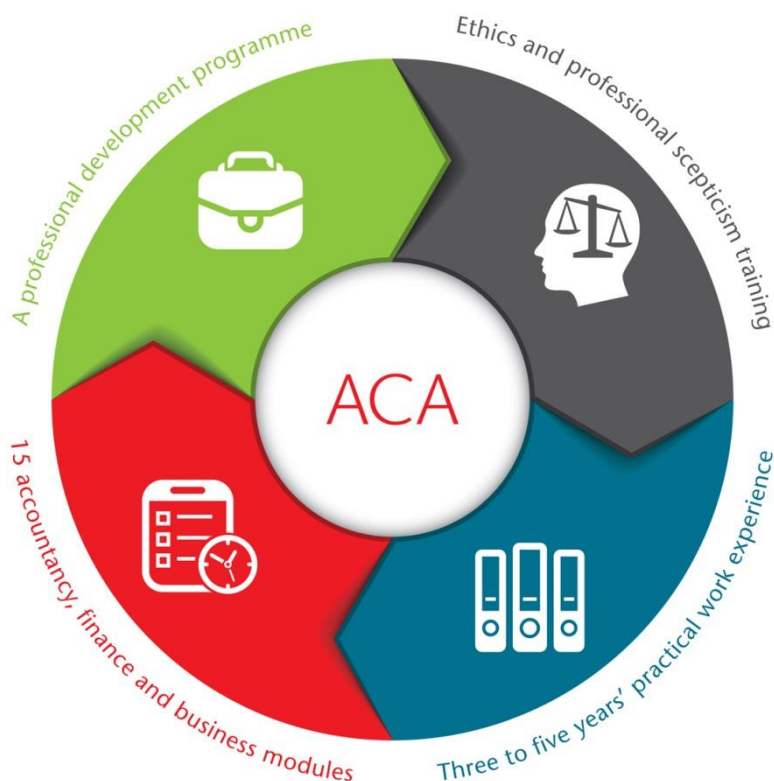 A professional development programme
Ethics and professional scepticism training
ACA
15 accountancy, finance and business modules
Three to five years’ practical work experience